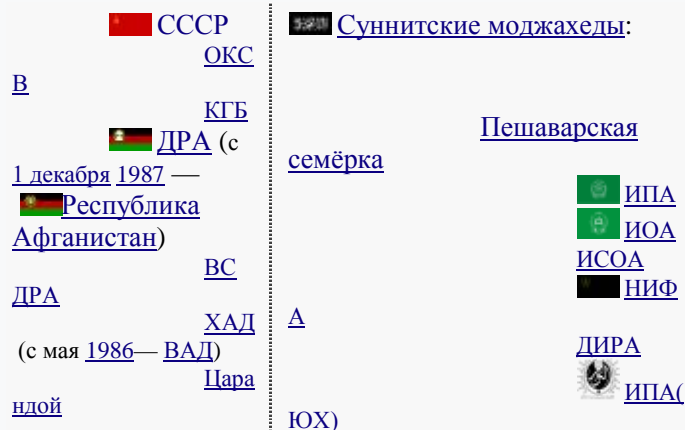 СССР
ОКС
В
КГБ
ДРА (с
1 декабря 1987 —
Республика
Афганистан)
ВС
ДРА
ХАД
(с мая 1986— ВАД)
Цара
ндой
Суннитские моджахеды:
Пешаварская
семёрка
ИПА
ИОА
ИСОА
НИФ
А
ДИРА
ИПА(
ЮХ)